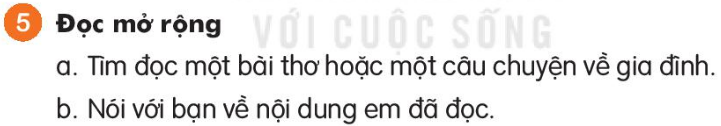 5 Đọc mở rộng
VỚI CUỘC SỐNG
a. Tìm đọc một bài thơ hoặc một câu chuyện về gia đình.
b. Nói với bạn về nội dung em đã đọc.